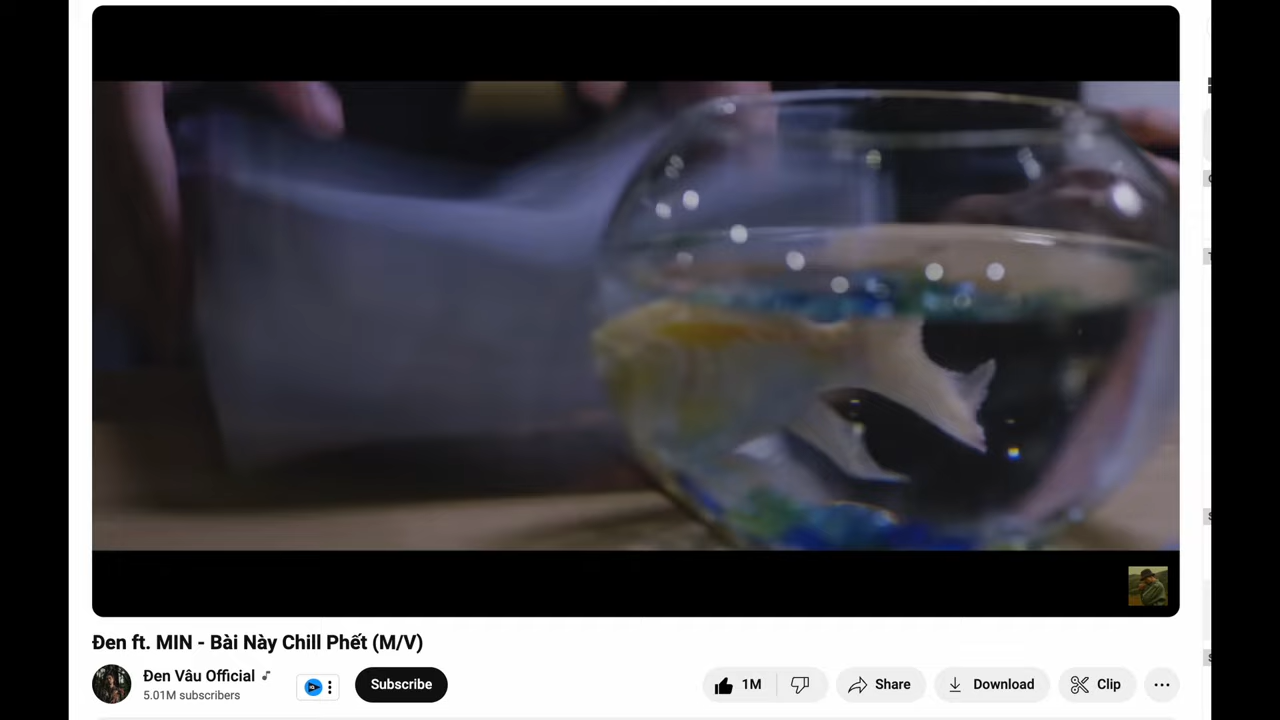 Đen ft. MIN - Bài Này Chill Phết (M/V)
Đen Vâu Official
5.01M subscribers
Subscribe
1M
Share
Download
Clip